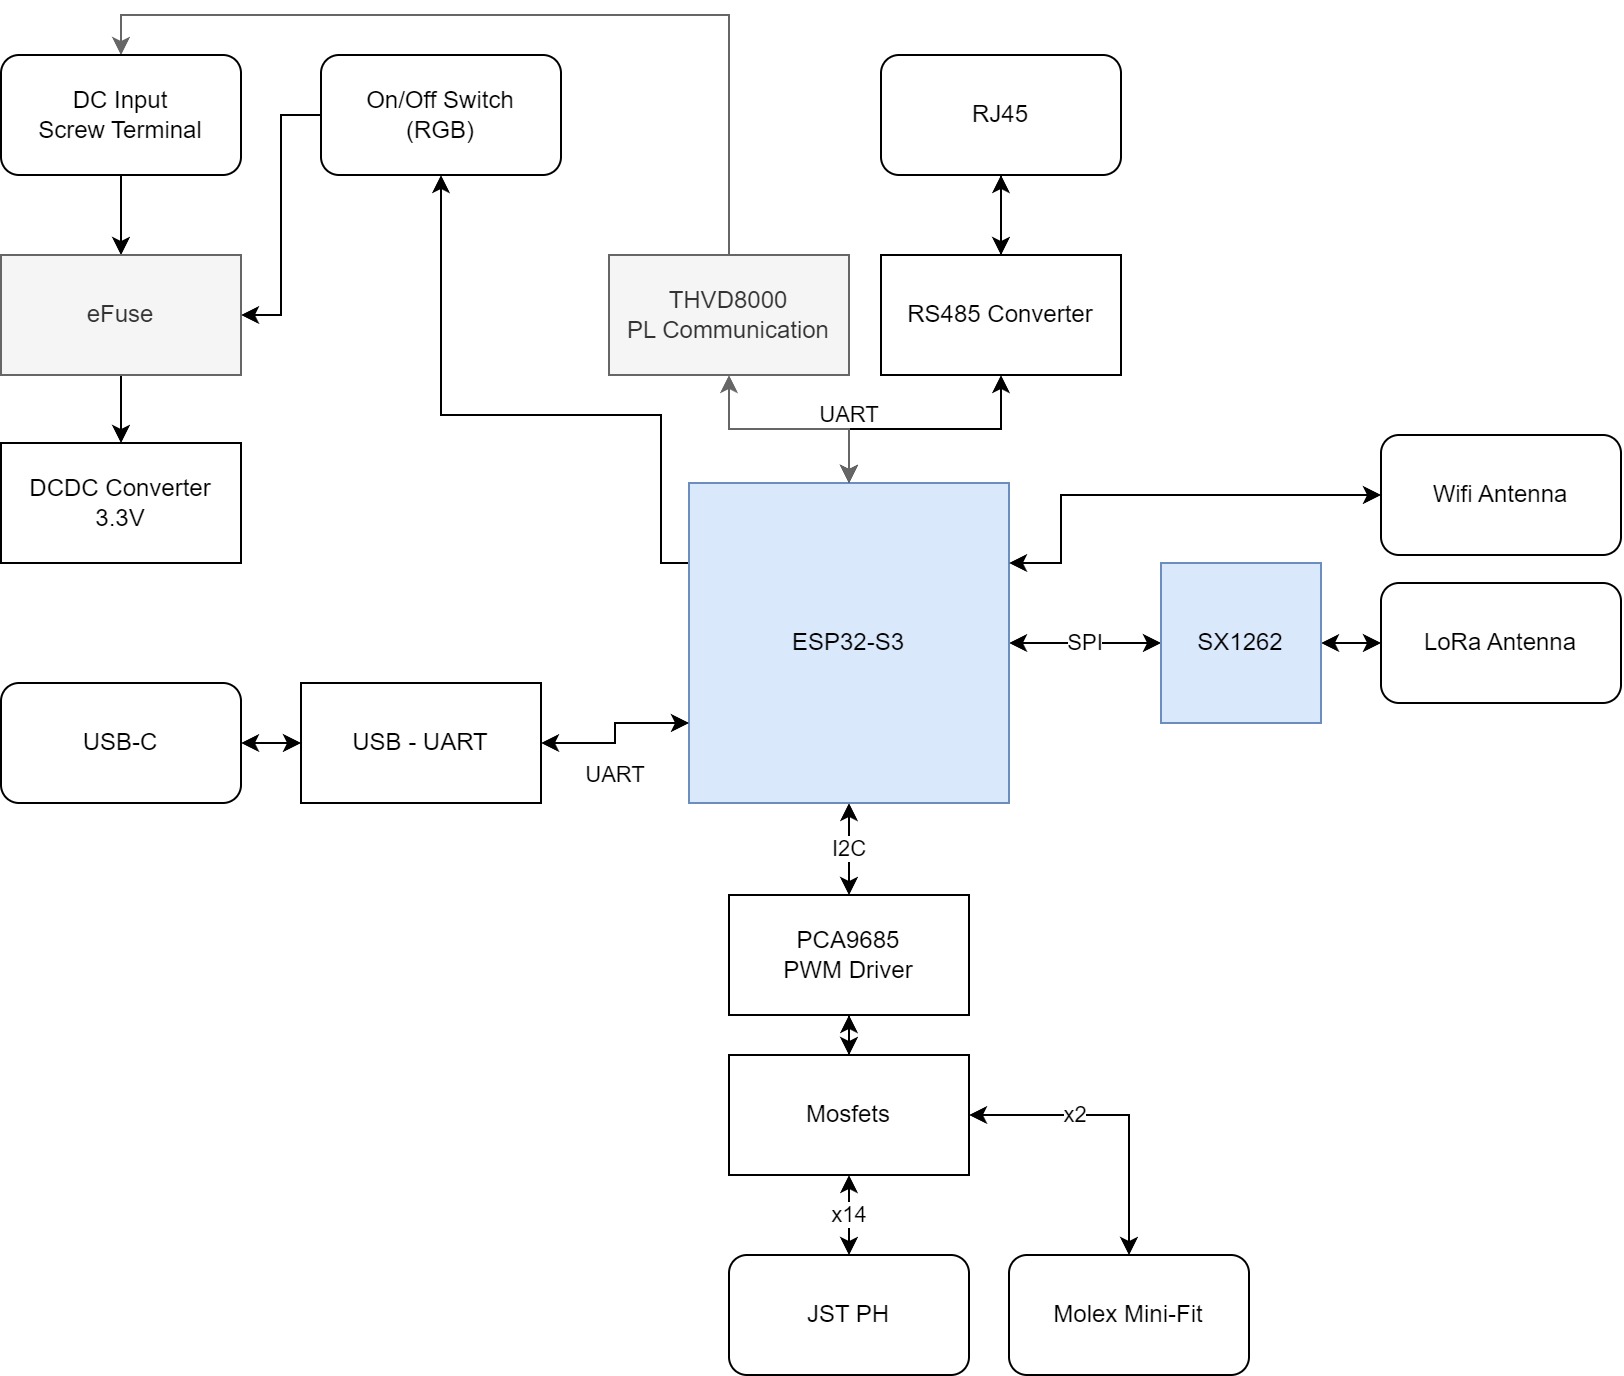 DC Input
Screw Terminal
On/Off Switch
(RGB)
RJ45
eFuse
THVD8000
PL Communication
RS485 Converter
UART
DCDC Converter
3.3V
Wifi Antenna
ESP32-S3
SPI
SX1262
LoRa Antenna
USB-C
USB - UART
UART
I2C
PCA9685
PWM Driver
Mosfets
x2
x14
JST PH
Molex Mini-Fit